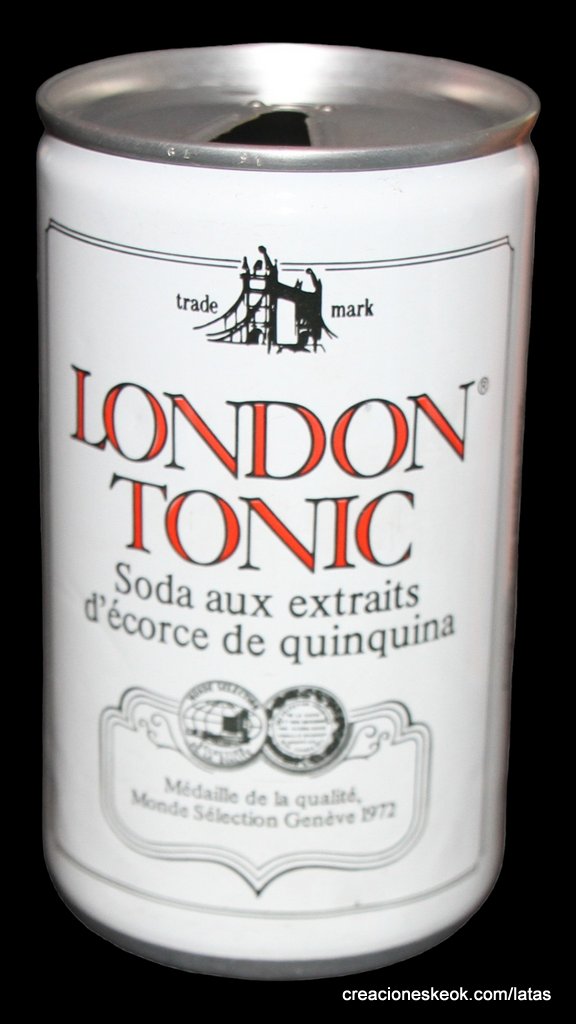 trade mark
LONDON ®
TONIC
Soda aux extraits
d'écorce de quinquina
Médaille de la qualité,
Monde Sélection Genève 1972
creacioneskeok.com/latas